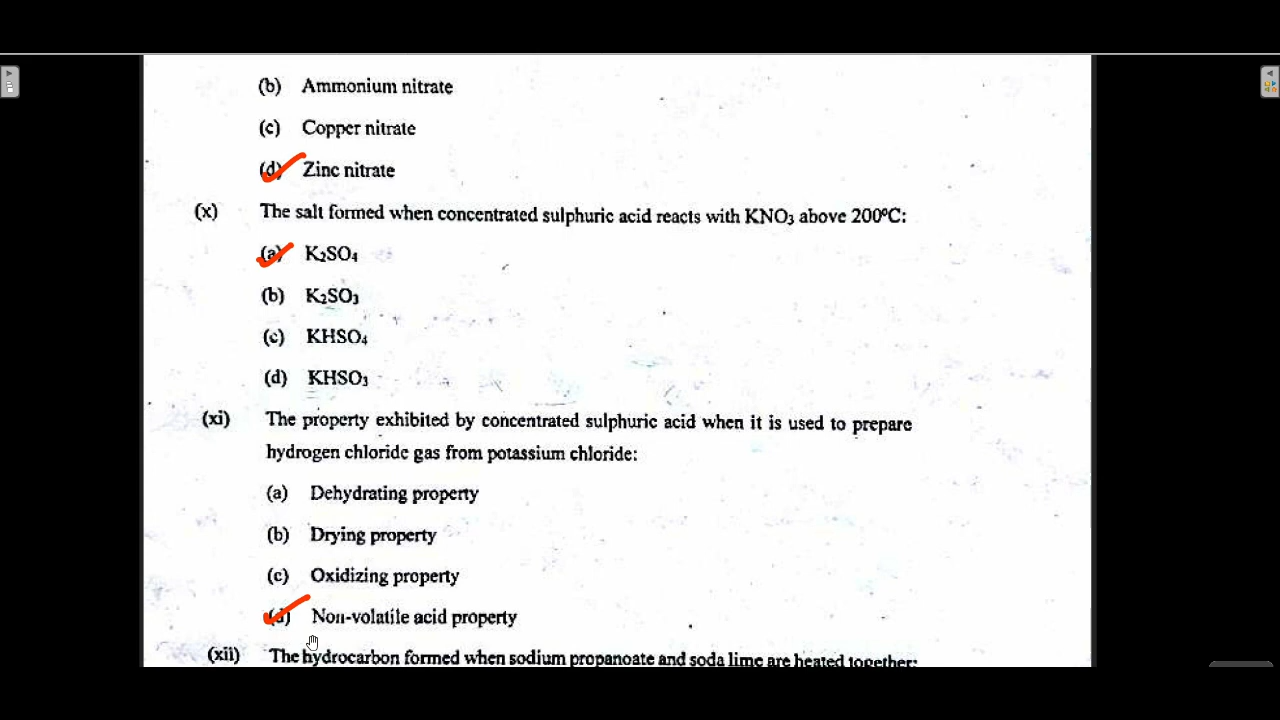 (b) Ammonium nitrate
(c) Copper nitrate
(d) Zinc nitrate
(x) The salt formed when concentrated sulphuric acid reacts with KNO₃ above 200⁰C:
(a) K₂SO₄
(b) K₂SO₃
(c) KHSO₄
(d) KHSO₃
(xi) The property exhibited by concentrated sulphuric acid when it is used to prepare
hydrogen chloride gas from potassium chloride:
(a) Dehydrating property
(b) Drying property
(c) Oxidizing property
(d) Non-volatile acid property
(xii) The hydrocarbon formed when sodium propanoate and soda lime are heated together: